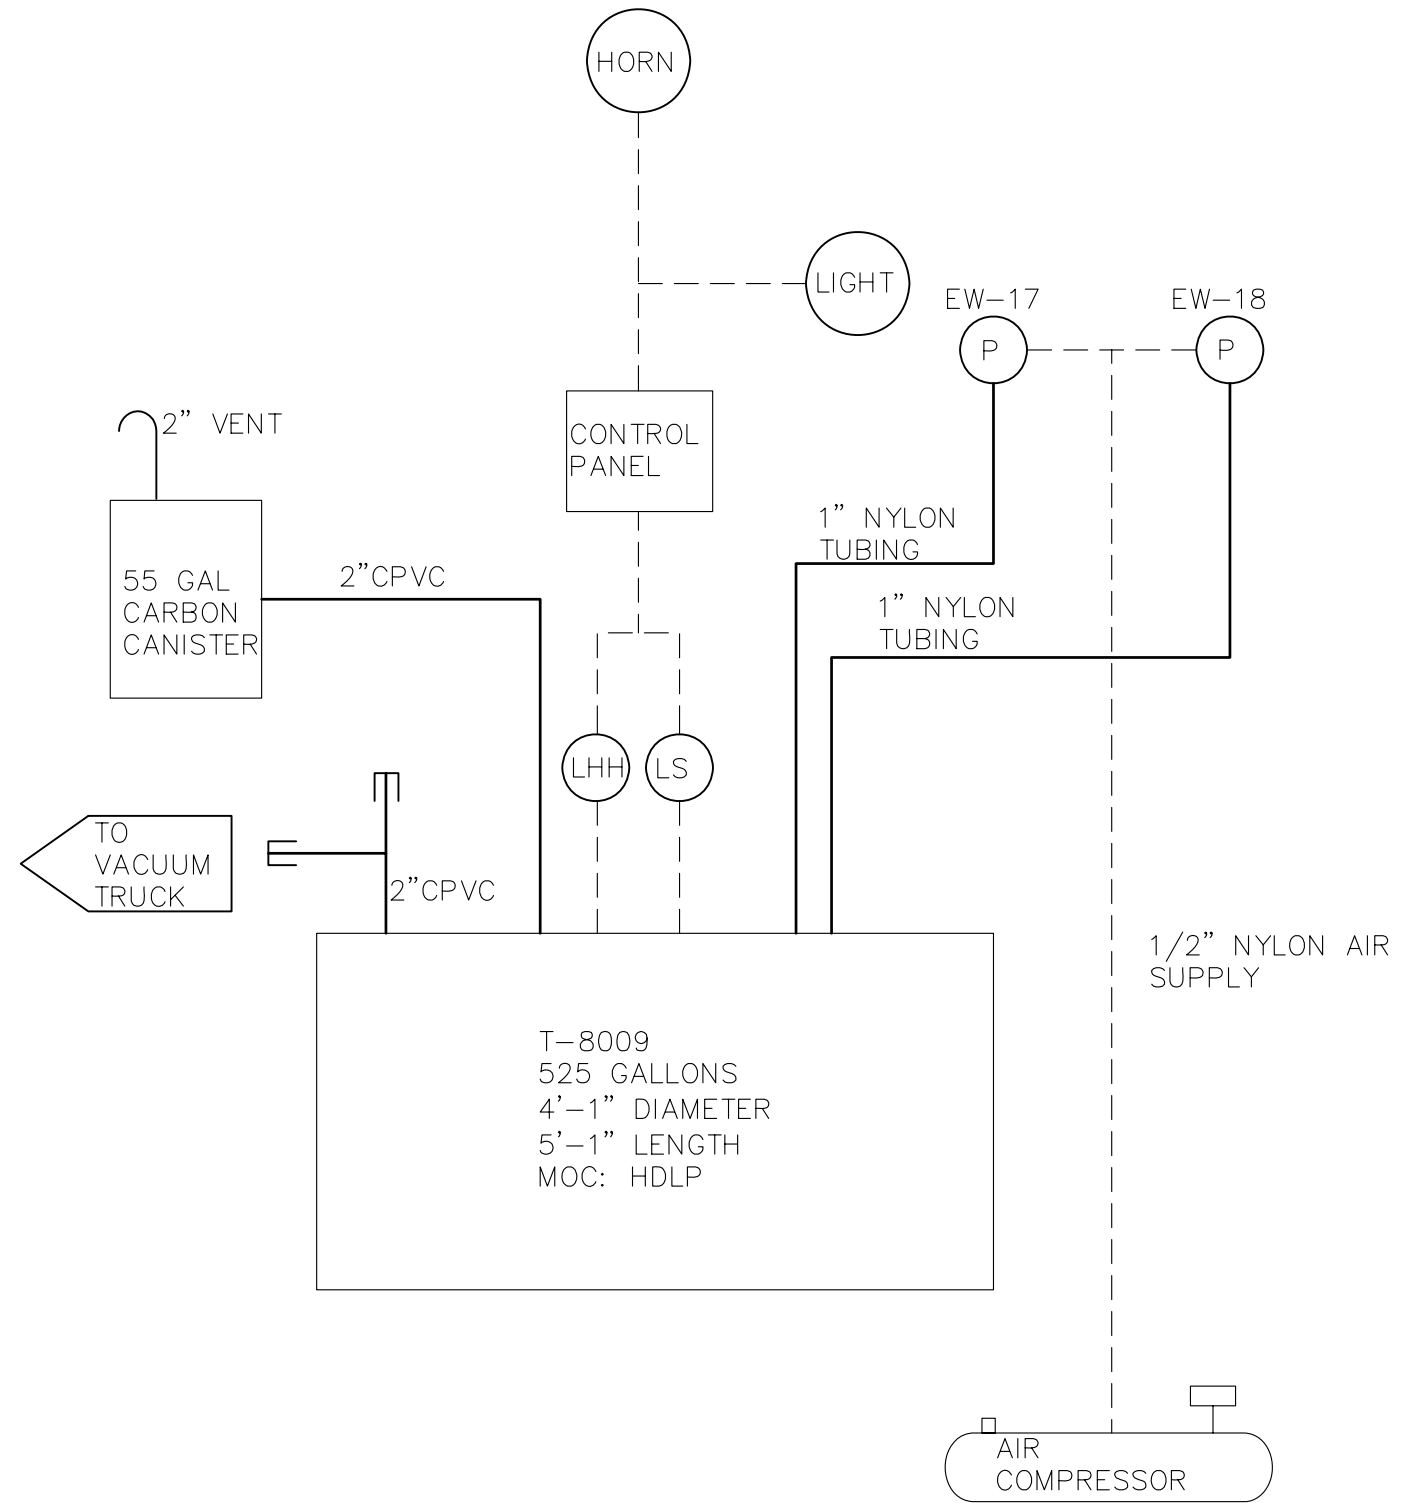 HORN
LIGHT
EW-17
EW-18
P
P
2" VENT
CONTROL
PANEL
1" NYLON
TUBING
55 GAL
CARBON
CANISTER
2"CPVC
1" NYLON
TUBING
LHH
LS
TO
VACUUM
TRUCK
2"CPVC
1/2" NYLON AIR
SUPPLY
T-8009
525 GALLONS
4'-1" DIAMETER
5'-1" LENGTH
MOC: HDLP
AIR
COMPRESSOR